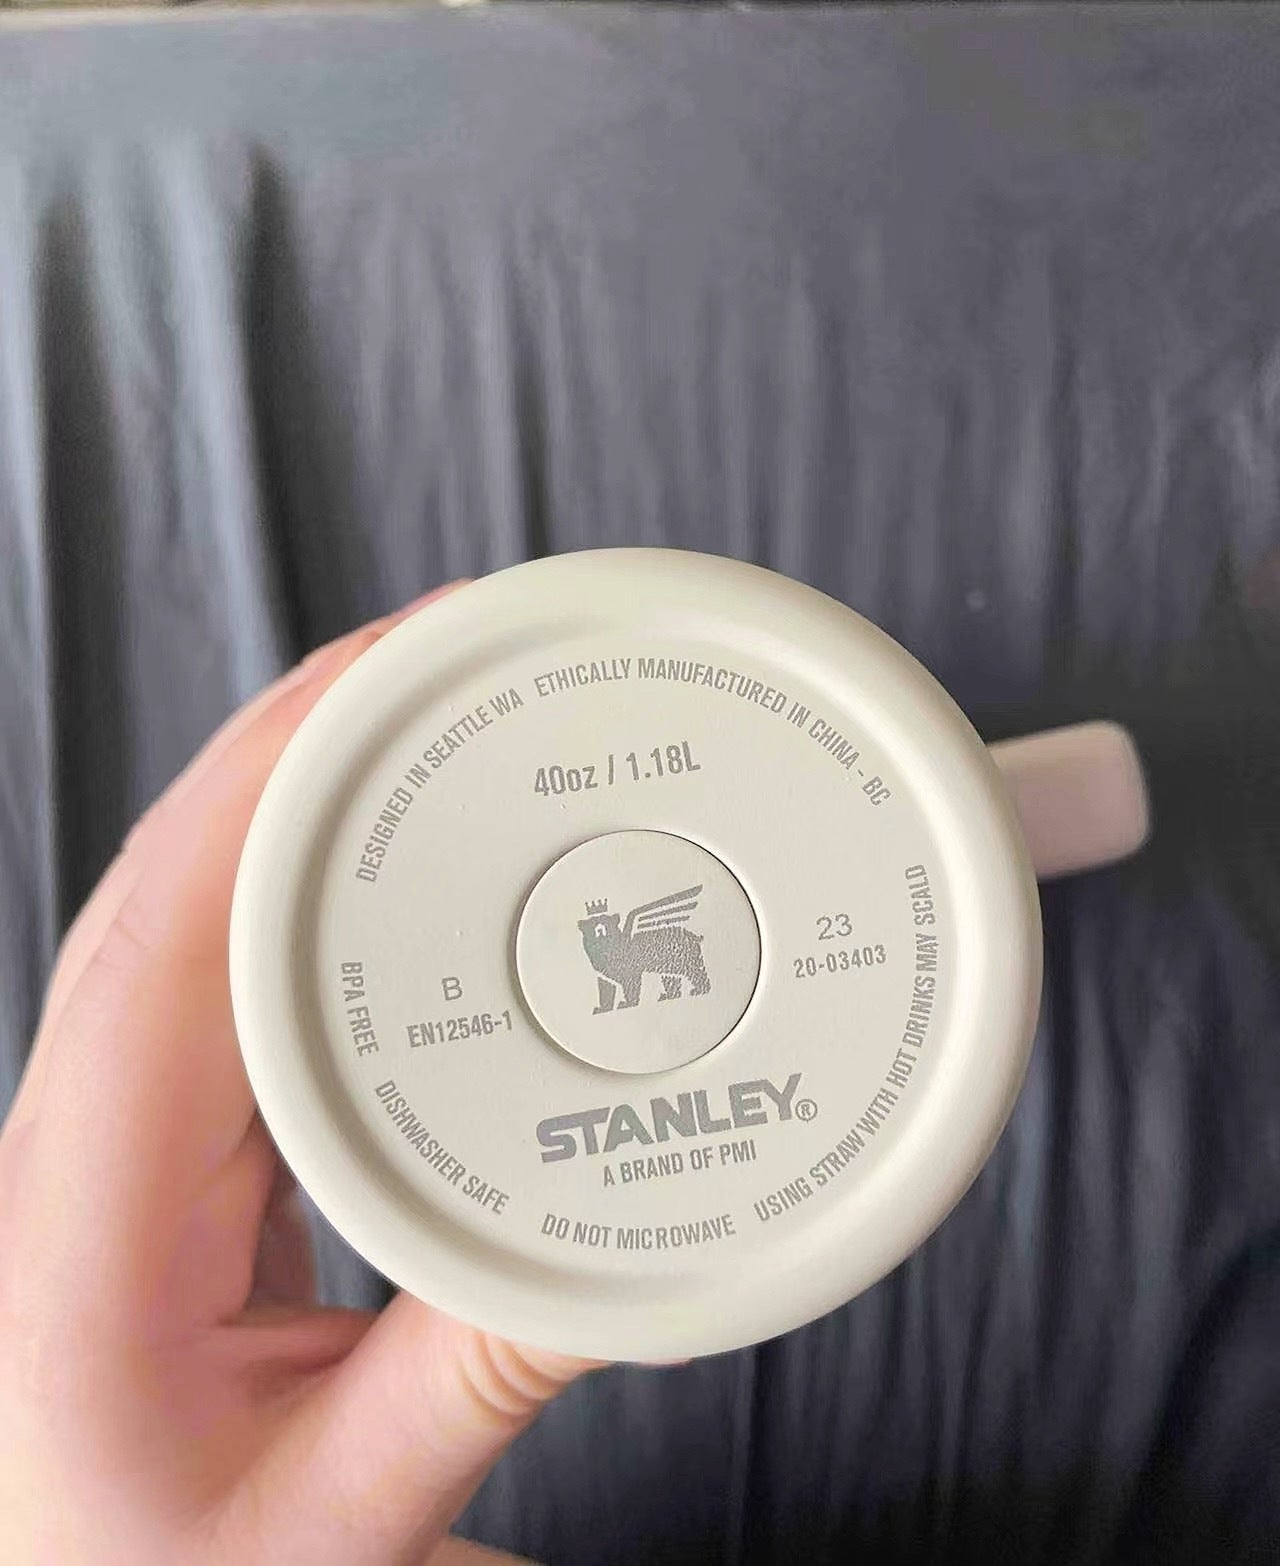 DESIGNED IN SEATTLE WA
ETHICALLY MANUFACTURED IN CHINA - BC
40oz / 1.18L
23
20-03403
B
EN12546-1
STANLEY®
A BRAND OF PMI
BPA FREE
DISHWASHER SAFE
DO NOT MICROWAVE
USING STRAW WITH HOT DRINKS MAY SCALD